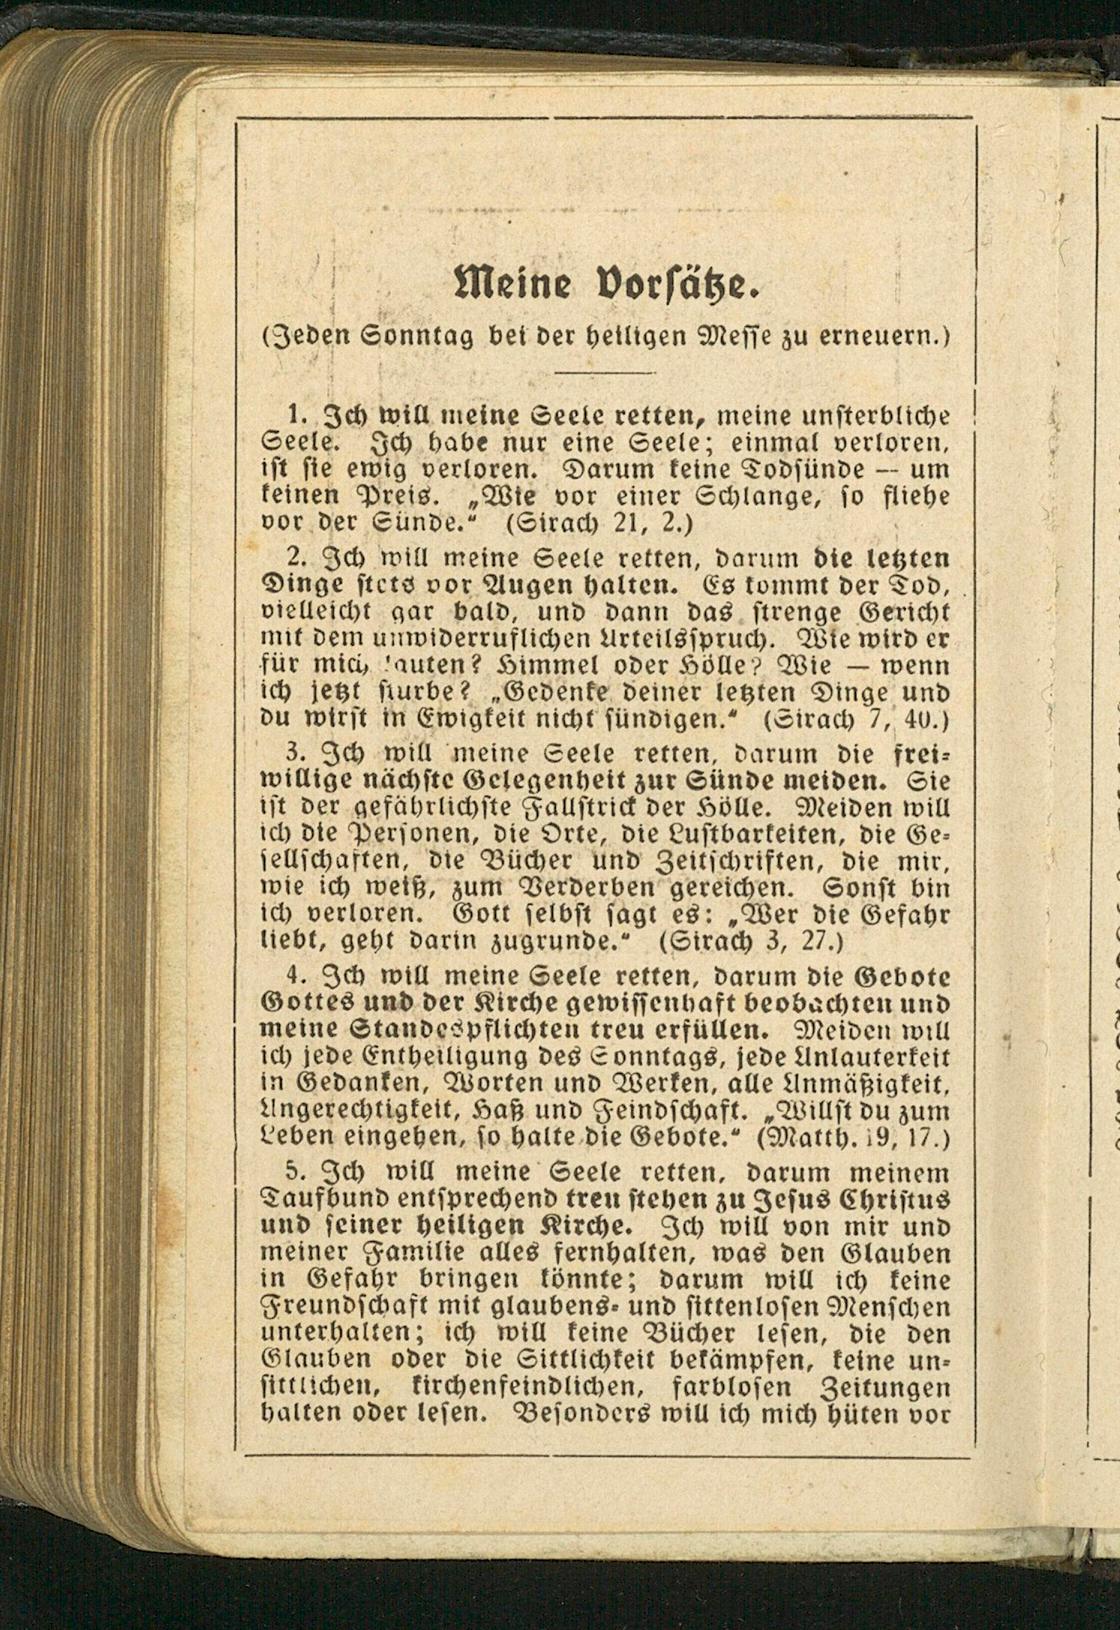 Meine Vorsätze.
(Jeden Sonntag bei der heiligen Messe zu erneuern.)
1. Ich will meine Seele retten, meine unsterbliche
Seele. Ich habe nur eine Seele; einmal verloren,
ist sie ewig verloren. Darum keine Todsünde — um
keinen Preis. „Wie vor einer Schlange, so fliehe
vor der Sünde.“ (Sirach 21, 2.)
2. Ich will meine Seele retten, darum die letzten
Dinge stets vor Augen halten. Es kommt der Tod,
vielleicht gar bald, und dann das strenge Gericht
mit dem unwiderruflichen Urteilsspruch. Wie wird er
für mich lauten? Himmel oder Hölle? Wie — wenn
ich jetzt sturbe? „Gedenke deiner letzten Dinge und
du wirst in Ewigkeit nicht sündigen.“ (Sirach 7, 40.)
3. Ich will meine Seele retten, darum die frei-
willige nächste Gelegenheit zur Sünde meiden. Sie
ist der gefährlichste Fallstrick der Hölle. Meiden will
ich die Personen, die Orte, die Lustbarkeiten, die Ge-
sellschaften, die Bücher und Zeitschriften, die mir,
wie ich weiß, zum Verderben gereichen. Sonst bin
ich verloren. Gott selbst sagt es: „Wer die Gefahr
liebt, geht darin zugrunde.“ (Sirach 3, 27.)
4. Ich will meine Seele retten, darum die Gebote
Gottes und der Kirche gewissenhaft beobachten und
meine Standespflichten treu erfüllen. Meiden will
ich jede Entheiligung des Sonntags, jede Unlauterkeit
in Gedanken, Worten und Werken, alle Unmäßigkeit,
Ungerechtigkeit, Haß und Feindschaft. „Willst du zum
Leben eingehen, so halte die Gebote.“ (Matth. 19, 17.)
5. Ich will meine Seele retten, darum meinem
Taufbund entsprechend treu stehen zu Jesus Christus
und seiner heiligen Kirche. Ich will von mir und
meiner Familie alles fernhalten, was den Glauben
in Gefahr bringen könnte; darum will ich keine
Freundschaft mit glaubens- und sittenlosen Menschen
unterhalten; ich will keine Bücher lesen, die den
Glauben oder die Sittlichkeit bekämpfen, keine un-
sittlichen, kirchenfeindlichen, farblosen Zeitungen
halten oder lesen. Besonders will ich mich hüten vor